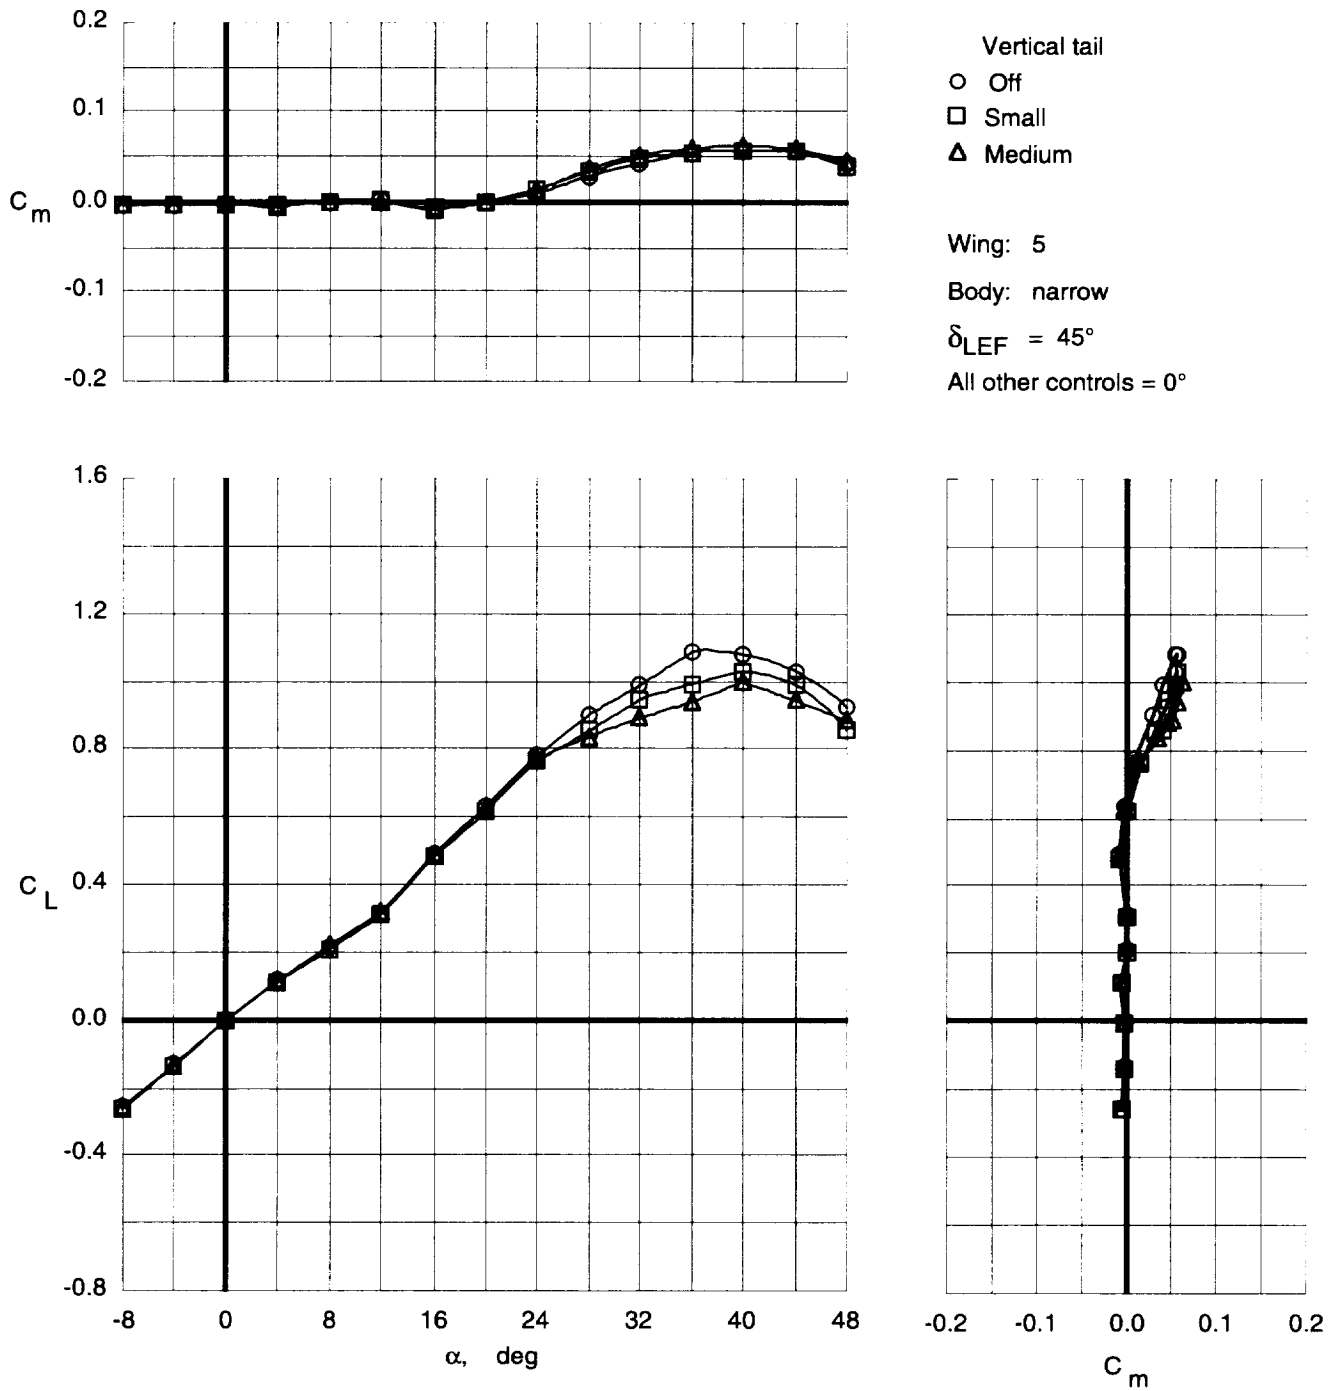 0.2
0.1
0.0
-0.1
-0.2
C m
Vertical tail
Off
Small
Medium
Wing: 5
Body: narrow
δLEF = 45°
All other controls = 0°
1.6
1.2
0.8
0.4
0.0
-0.4
-0.8
C L
-8 0 8 16 24 32 40 48
α, deg
-0.2 -0.1 0.0 0.1 0.2
C m